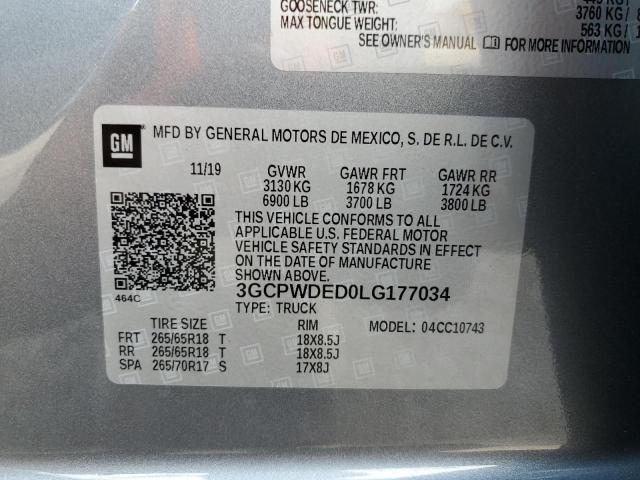 GOOSENECK TWR: 3760 KG /
MAX TONGUE WEIGHT: 563 KG /
SEE OWNER'S MANUAL FOR MORE INFORMATION
GM MFD BY GENERAL MOTORS DE MEXICO, S. DE R.L. DE C.V.
11/19 GVWR GAWR FRT GAWR RR
3130 KG 1678 KG 1724 KG
6900 LB 3700 LB 3800 LB
THIS VEHICLE CONFORMS TO ALL
APPLICABLE U.S. FEDERAL MOTOR
VEHICLE SAFETY STANDARDS IN EFFECT
ON THE DATE OF MANUFACTURE
SHOWN ABOVE.
464C
3GCPWDED0LG177034
TYPE: TRUCK
TIRE SIZE RIM MODEL: 04CC10743
FRT 265/65R18 T 18X8.5J
RR 265/65R18 T 18X8.5J
SPA 265/70R17 S 17X8J